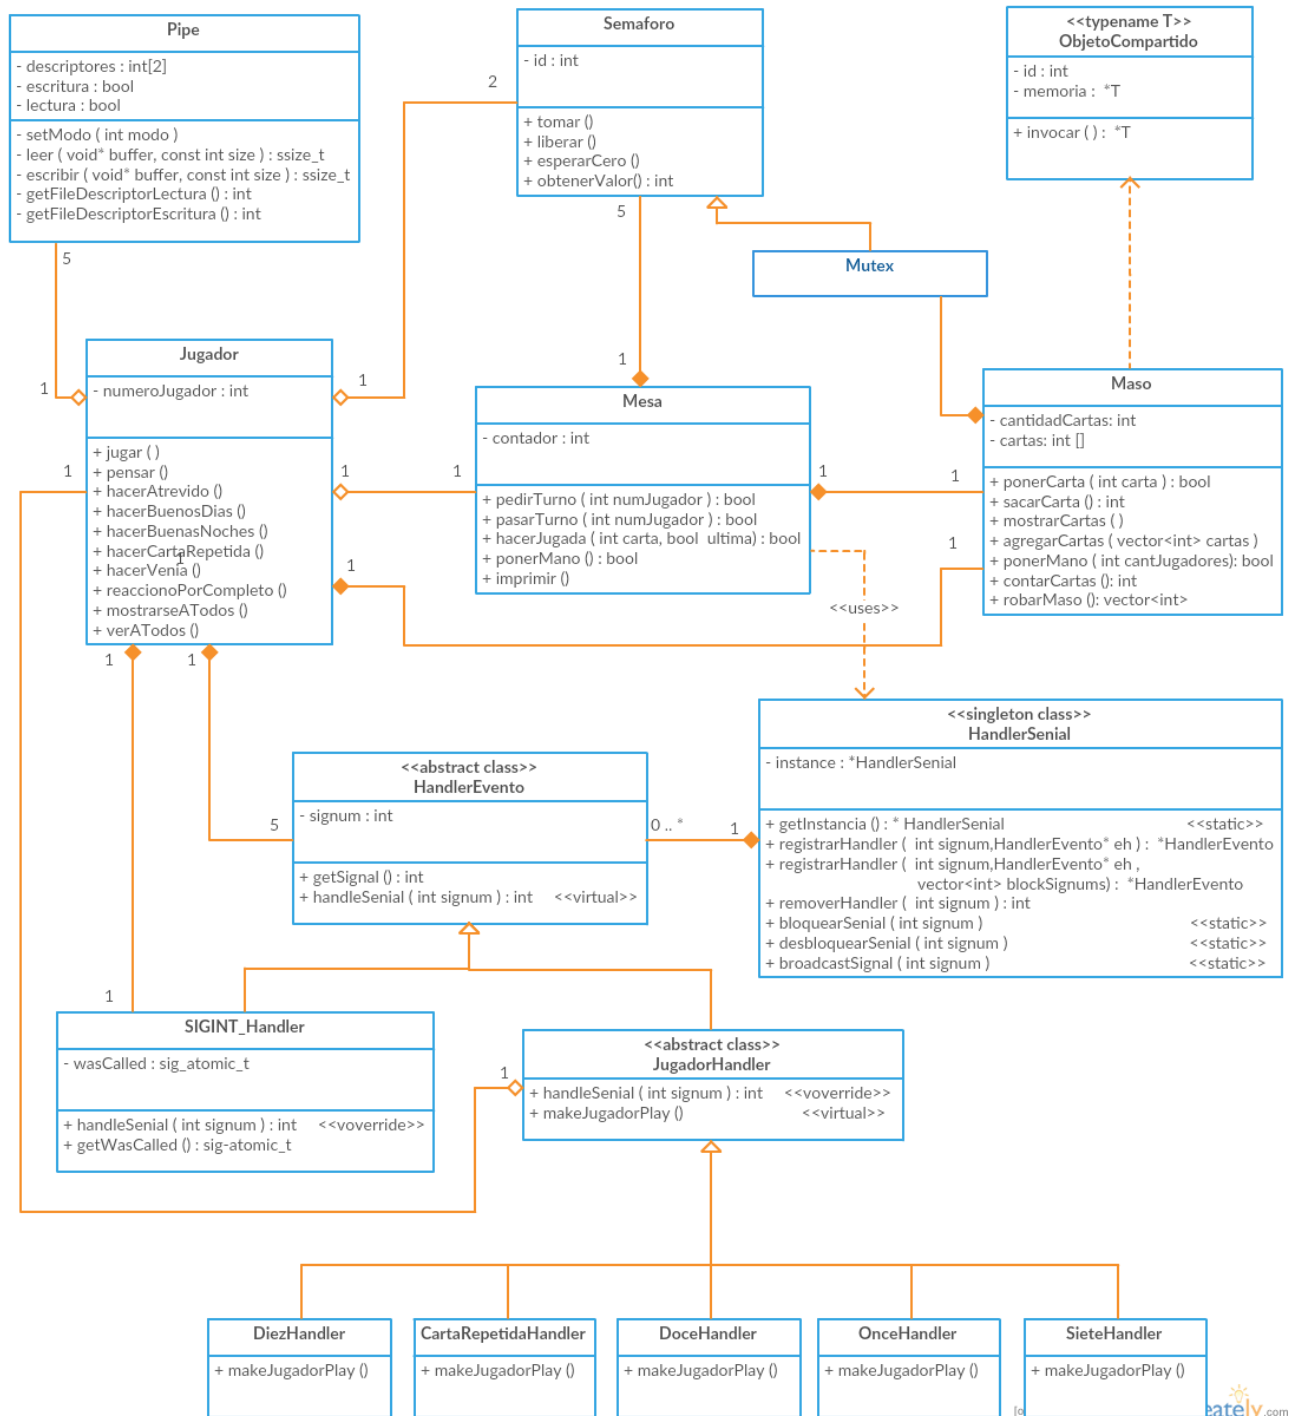 Pipe
- descriptores : int[2]
- escritura : bool
- lectura : bool
- setModo ( int modo )
- leer ( void* buffer, const int size ) : ssize_t
- escribir ( void* buffer, const int size ) : ssize_t
- getFileDescriptorLectura () : int
- getFileDescriptorEscritura () : int
5
Semaforo
- id : int
+ tomar ()
+ liberar ()
+ esperarCero ()
+ obtenerValor() : int
2
5
<<typename T>>
ObjetoCompartido
- id : int
- memoria : *T
+ invocar ( ) : *T
Mutex
Jugador
- numeroJugador : int
+ jugar ( )
+ pensar ()
+ hacerAtrevido ()
+ hacerBuenosDias ()
+ hacerBuenasNoches ()
+ hacerCartaRepetida ()
1
+ hacerVenia ()
+ reaccionoPorCompleto ()
+ mostrarseATodos ()
+ verATodos ()
1
1
1
1
1
1
1
1
Mesa
- contador : int
+ pedirTurno ( int numJugador ) : bool
+ pasarTurno ( int numJugador ) : bool
+ hacerJugada ( int carta, bool ultima) : bool
+ ponerMano () : bool
+ imprimir ()
1
1
1
1
<<uses>>
Maso
- cantidadCartas: int
- cartas: int []
+ ponerCarta ( int carta ) : bool
+ sacarCarta () : int
+ mostrarCartas ( )
+ agregarCartas ( vector<int> cartas )
+ ponerMano ( int cantJugadores): bool
+ contarCartas (): int
+ robarMaso (): vector<int>
<<singleton class>>
HandlerSenial
- instance : *HandlerSenial
+ getInstancia () : * HandlerSenial <<static>>
+ registrarHandler ( int signum,HandlerEvento* eh ) : *HandlerEvento
+ registrarHandler ( int signum,HandlerEvento* eh ,
vector<int> blockSignums) : *HandlerEvento
+ removerHandler ( int signum ) : int
+ bloquearSenial ( int signum ) <<static>>
+ desbloquearSenial ( int signum ) <<static>>
+ broadcastSignal ( int signum ) <<static>>
<<abstract class>>
HandlerEvento
- signum : int
+ getSignal () : int
+ handleSenial ( int signum ) : int <<virtual>>
5
0 .. *
1
1
SIGINT_Handler
- wasCalled : sig_atomic_t
+ handleSenial ( int signum ) : int <<voverride>>
+ getWasCalled () : sig-atomic_t
1
<<abstract class>>
JugadorHandler
+ handleSenial ( int signum ) : int <<voverride>>
+ makeJugadorPlay () <<virtual>>
DiezHandler
+ makeJugadorPlay ()
CartaRepetidaHandler
+ makeJugadorPlay ()
DoceHandler
+ makeJugadorPlay ()
OnceHandler
+ makeJugadorPlay ()
SieteHandler
+ makeJugadorPlay ()